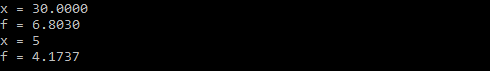 x = 30.0000
f = 6.8030
x = 5
f = 4.1737